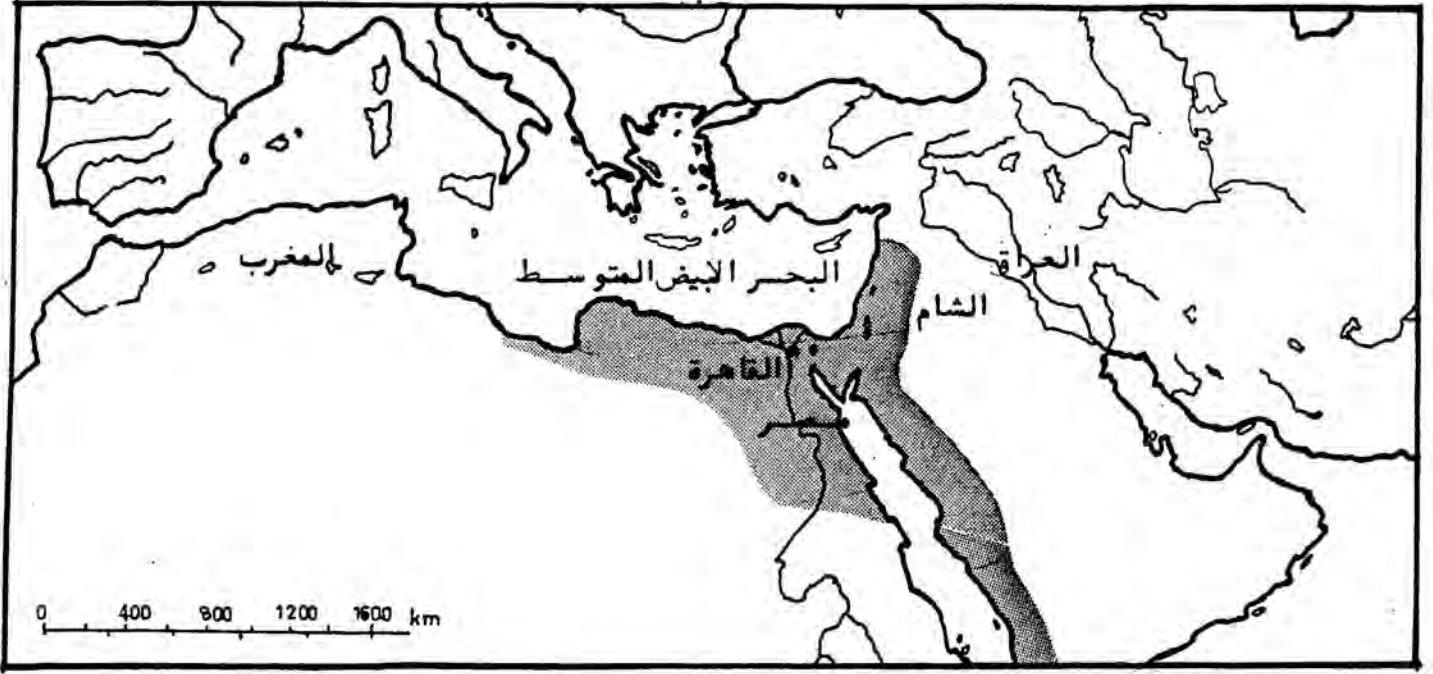 المغرب
البحر الابيض المتوسط
العراق
الشام
القاهرة
0 400 800 1200 1600 km